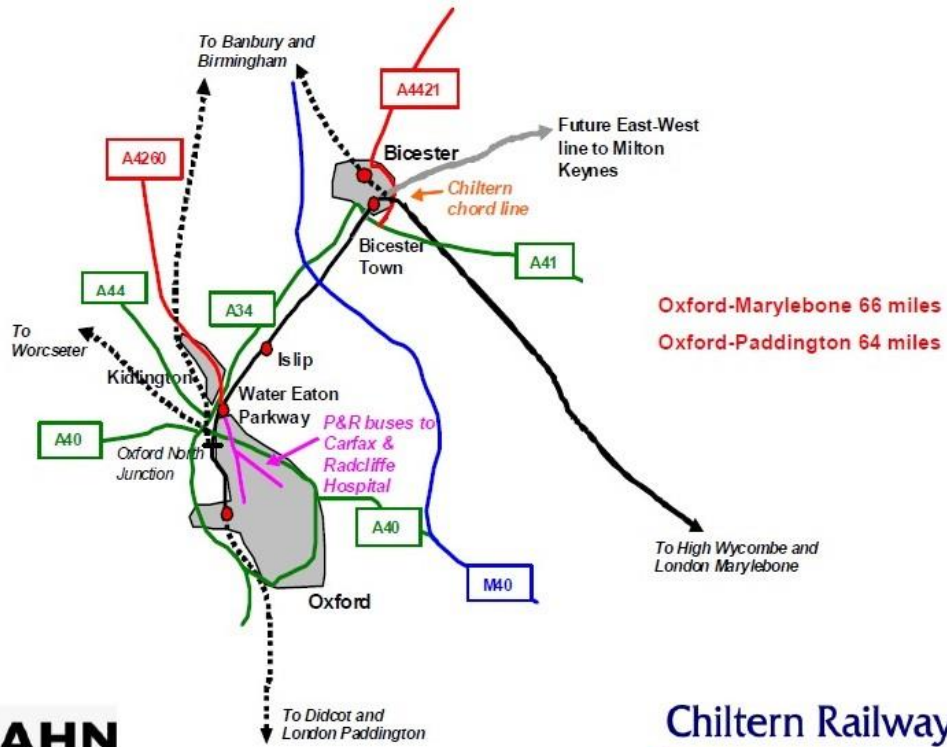 To Banbury and
Birmingham
A4421
Future East-West
line to Milton
Keynes
A4260
Bicester
Chiltern
chord line
Bicester
Town
A41
A44
A34
Oxford-Marylebone 66 miles
Oxford-Paddington 64 miles
To
Worcseter
Islip
Kidlington
Water Eaton
Parkway
P&R buses to
Carfax &
Radcliffe
Hospital
A40
Oxford North
Junction
A40
To High Wycombe and
London Marylebone
M40
Oxford
To Didcot and
London Paddington
AHN
Chiltern Railway